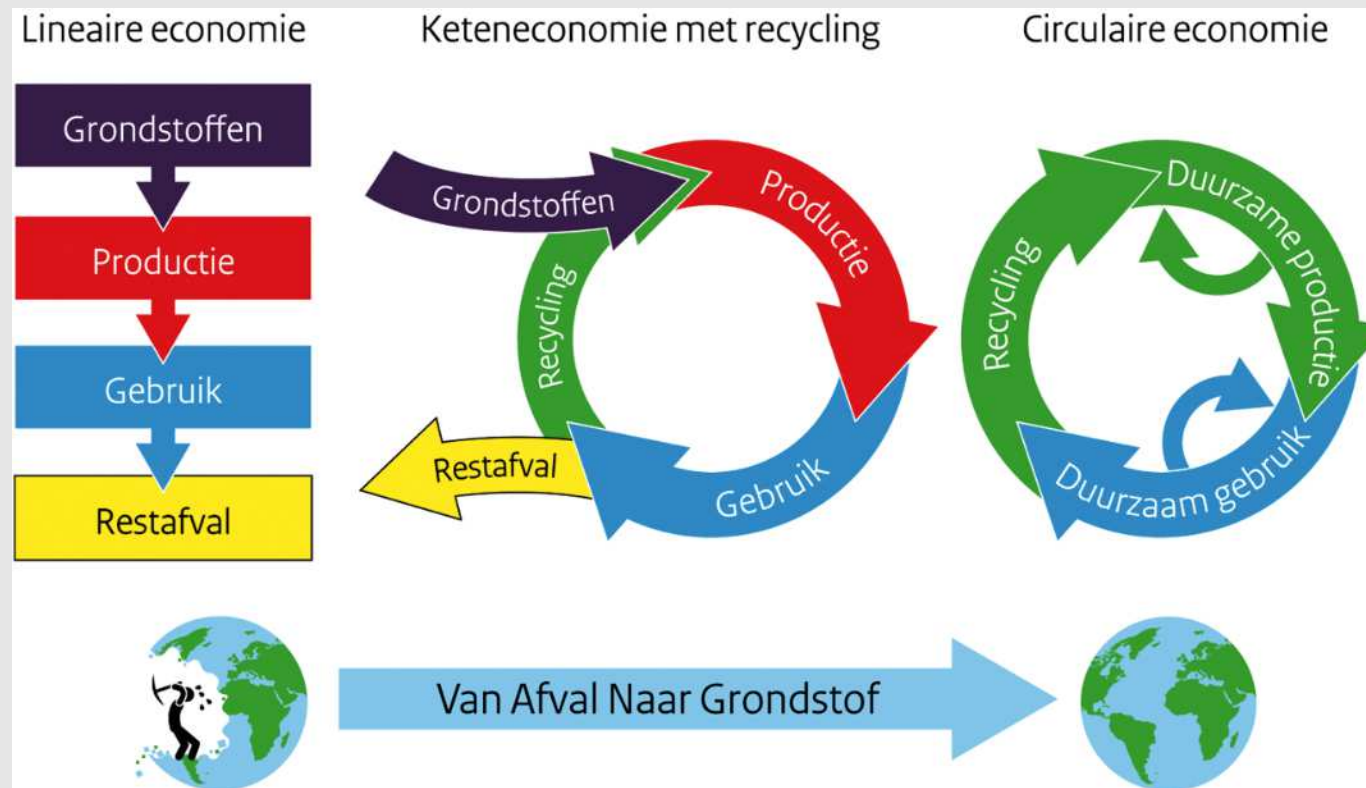 Lineaire economie
Keteneconomie met recycling
Circulaire economie
Grondstoffen
Productie
Gebruik
Restafval
Grondstoffen
Productie
Recycling
Restafval
Gebruik
Duurzame productie
Recycling
Duurzaam gebruik
Van Afval Naar Grondstof